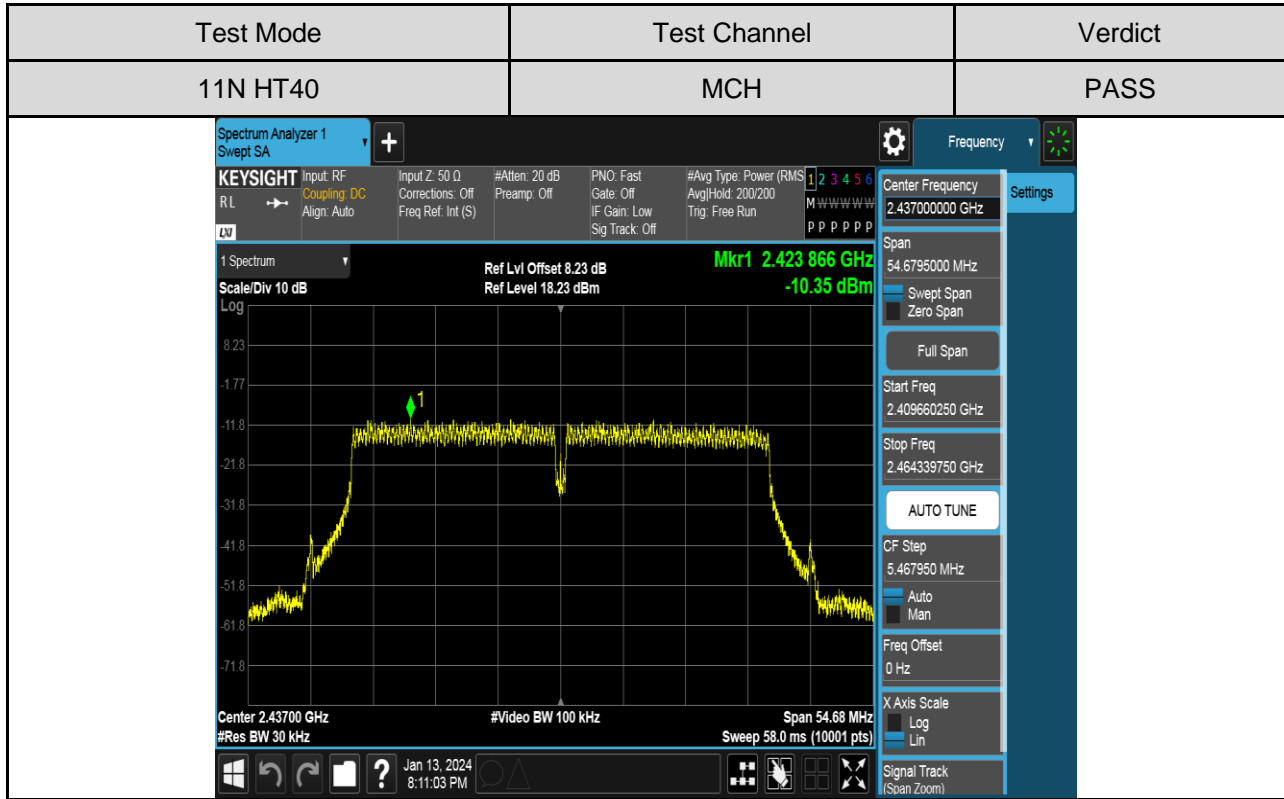 Test Mode Test Channel Verdict
11N HT40 MCH PASS
Spectrum Analyzer 1
Swept SA
+
Frequency
KEYSIGHT
RL
LXI
Input: RF
Coupling: DC
Align: Auto
Input Z: 50 Ω
Corrections: Off
Freq Ref: Int (S)
#Atten: 20 dB
Preamp: Off
PNO: Fast
Gate: Off
IF Gain: Low
Sig Track: Off
#Avg Type: Power (RMS
Avg|Hold: 200/200
Trig: Free Run
1 2 3 4 5 6
M W W W W W
P P P P P P
1 Spectrum
Scale/Div 10 dB
Ref Lvl Offset 8.23 dB
Ref Level 18.23 dBm
Mkr1 2.423 866 GHz
-10.35 dBm
Log
8.23
-1.77
-11.8
-21.8
-31.8
-41.8
-51.8
-61.8
-71.8
1
Center 2.43700 GHz
#Res BW 30 kHz
#Video BW 100 kHz
Span 54.68 MHz
Sweep 58.0 ms (10001 pts)
Center Frequency
2.437000000 GHz
Settings
Span
54.6795000 MHz
Swept Span
Zero Span
Full Span
Start Freq
2.409660250 GHz
Stop Freq
2.464339750 GHz
AUTO TUNE
CF Step
5.467950 MHz
Auto
Man
Freq Offset
0 Hz
X Axis Scale
Log
Lin
Signal Track
(Span Zoom)
?
Jan 13, 2024
8:11:03 PM